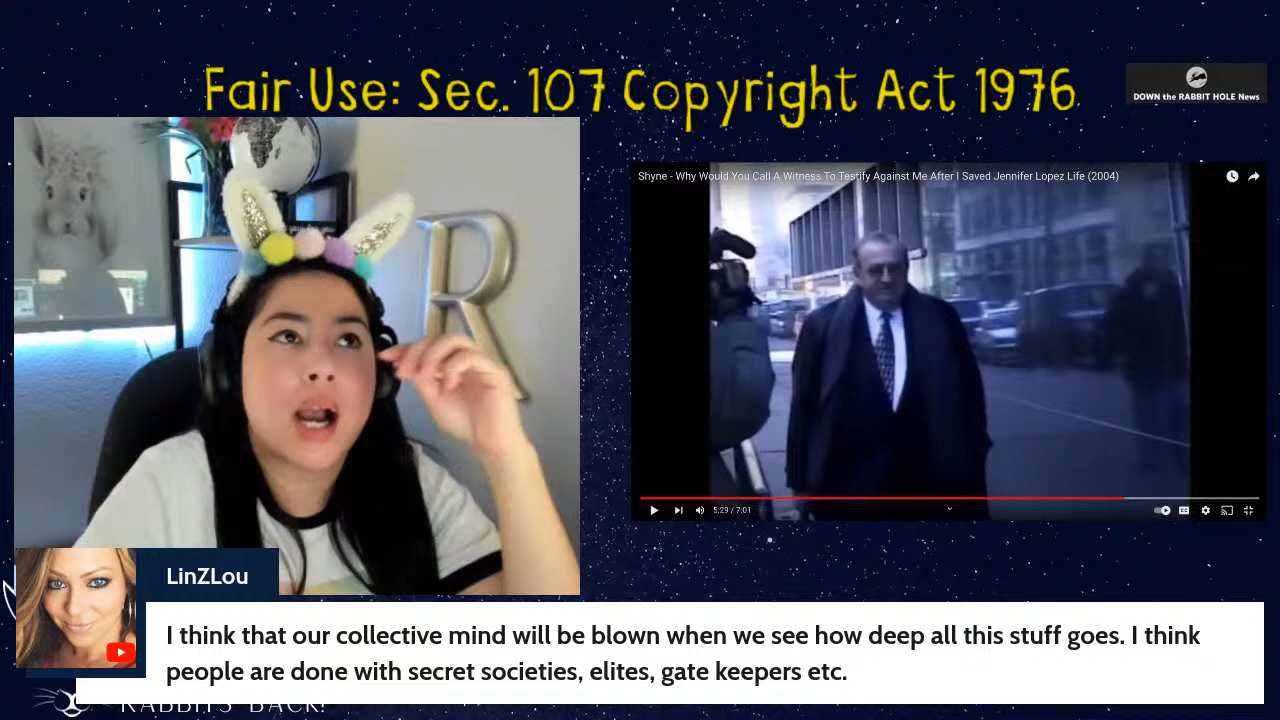 Fair Use: Sec. 107 Copyright Act 1976
DOWN the RABBIT HOLE News
Shyne - Why Would You Call A Witness To Testify Against Me After I Saved Jennifer Lopez Life (2004)
R
5:29 / 7:01
LinZLou
I think that our collective mind will be blown when we see how deep all this stuff goes. I think
people are done with secret societies, elites, gate keepers etc.
RABBITS BACK!